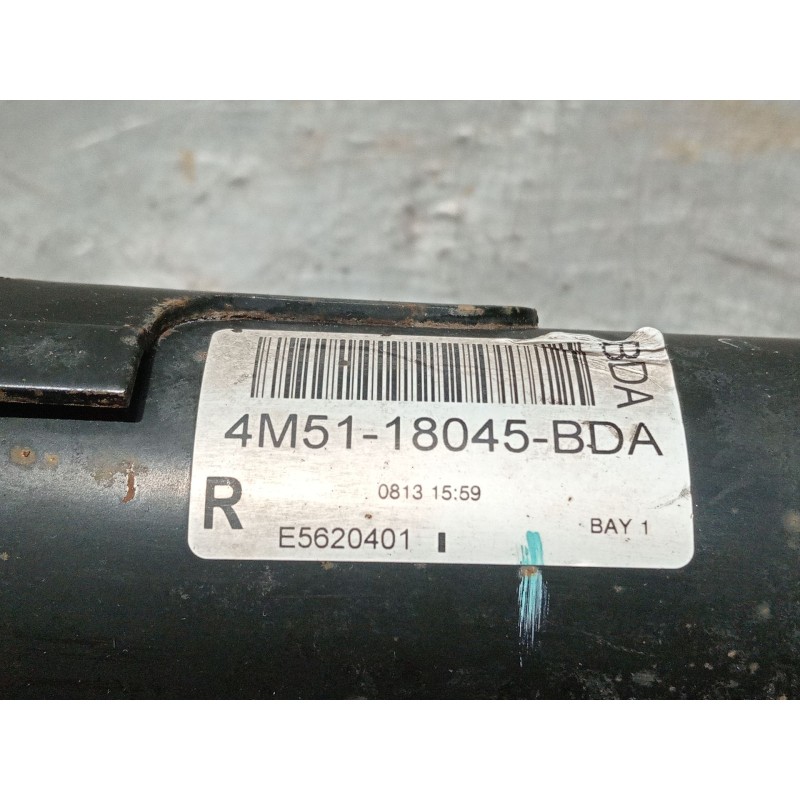 BDA
4M51-18045-BDA
R
0813 15:59
E5620401
BAY 1